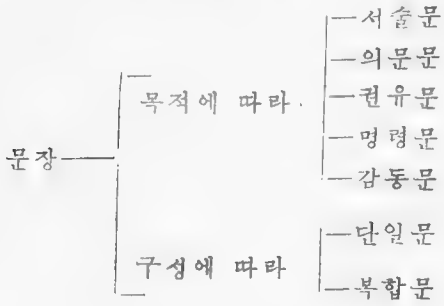 서술문
의문문
목적에 따라
권유문
명령문
문장
감동문
단일문
구성에 따라
복합문